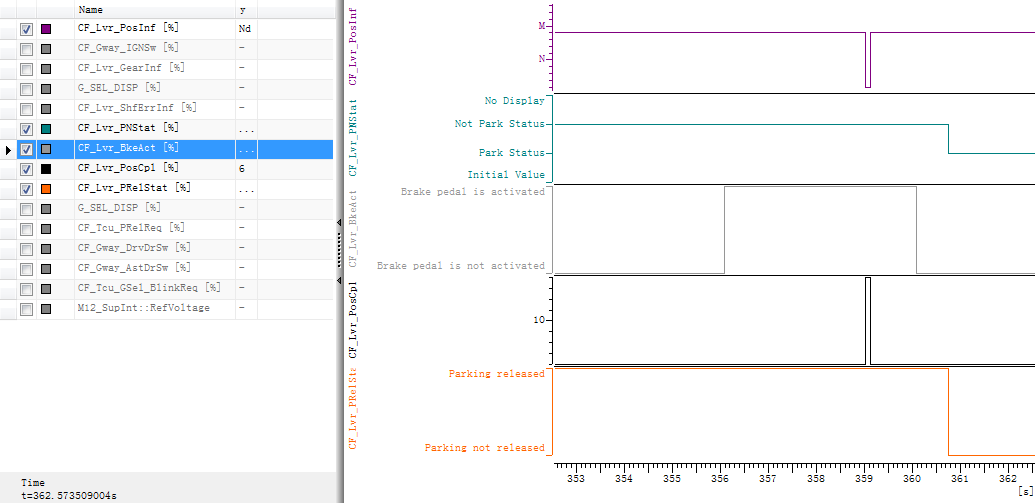 Name y
CF_Lvr_PosInf [%] Nd
CF_Gway_IGNSw [%] -
CF_Lvr_GearInf [%] -
G_SEL_DISP [%] -
CF_Lvr_ShfErrInf [%] -
CF_Lvr_PNStat [%] ...
CF_Lvr_BkeAct [%] ...
CF_Lvr_PosCpl [%] 6
CF_Lvr_PRelStat [%] ...
G_SEL_DISP [%] -
CF_Tcu_PRelReq [%] -
CF_Gway_DrvDrSw [%] -
CF_Gway_AstDrSw [%] -
CF_Tcu_GSel_BlinkReq [%] -
M12_SupInt::RefVoltage -
Time
t=362.573509004s
CF_Lvr_PosInf
M
N
CF_Lvr_PNStat
No Display
Not Park Status
Park Status
Initial Value
CF_Lvr_BkeAct
Brake pedal is activated
Brake pedal is not activated
CF_Lvr_PosCpl
10
CF_Lvr_PRelSta
Parking released
Parking not released
353 354 355 356 357 358 359 360 361 362
[s]